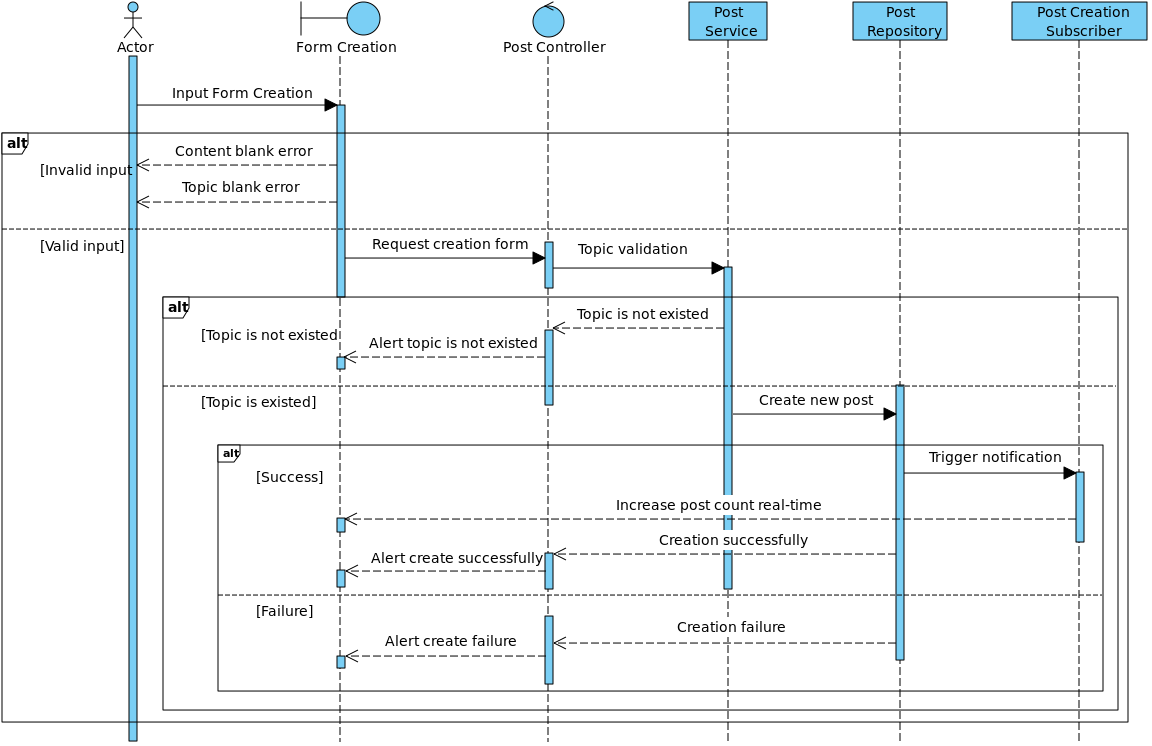 Actor
Form Creation
Post Controller
Post
Service
Post
Repository
Post Creation
Subscriber
Input Form Creation
alt
[Invalid input
Content blank error
Topic blank error
[Valid input]
Request creation form
Topic validation
alt
[Topic is not existed
Topic is not existed
Alert topic is not existed
[Topic is existed]
Create new post
alt
[Success]
Trigger notification
Increase post count real-time
Creation successfully
Alert create successfully
[Failure]
Creation failure
Alert create failure